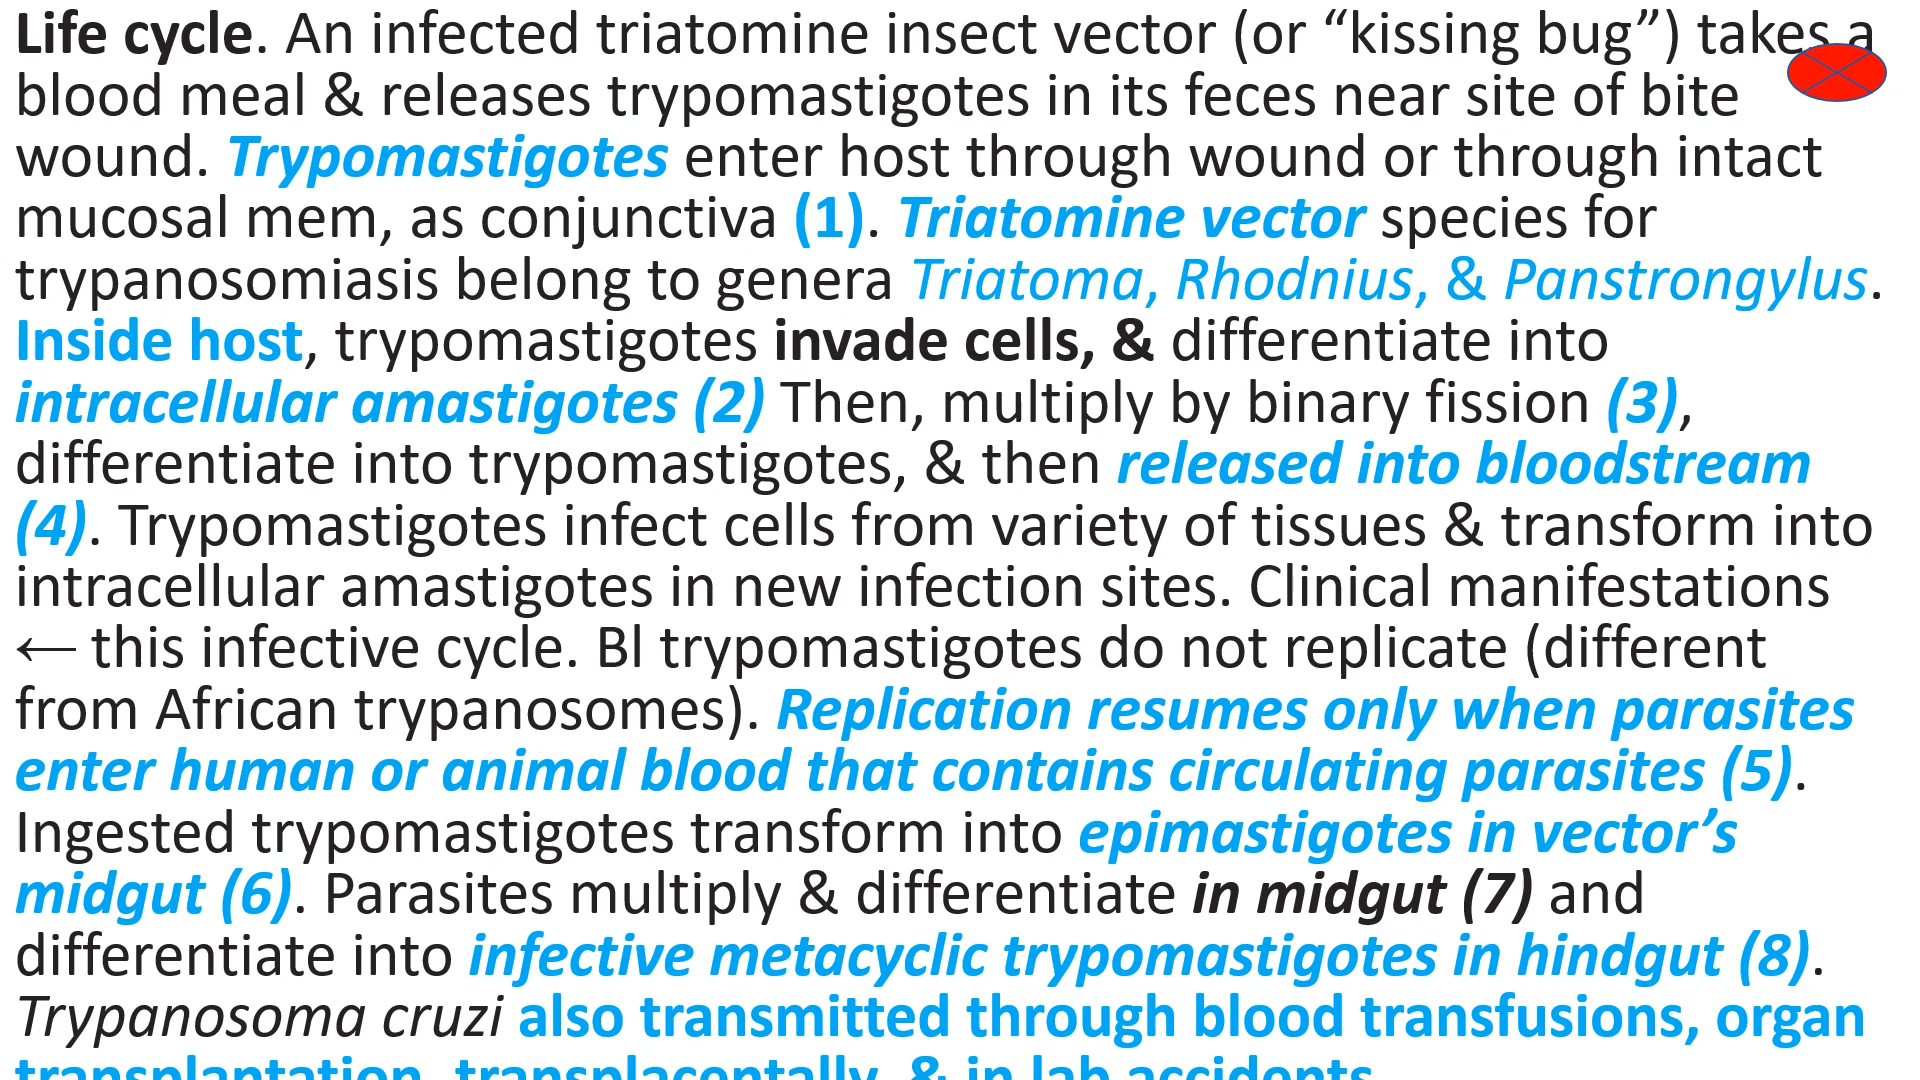 Life cycle. An infected triatomine insect vector (or “kissing bug”) takes a
blood meal & releases trypomastigotes in its feces near site of bite
wound. Trypomastigotes enter host through wound or through intact
mucosal mem, as conjunctiva (1). Triatomine vector species for
trypanosomiasis belong to genera Triatoma, Rhodnius, & Panstrongylus.
Inside host, trypomastigotes invade cells, & differentiate into
intracellular amastigotes (2) Then, multiply by binary fission (3),
differentiate into trypomastigotes, & then released into bloodstream
(4). Trypomastigotes infect cells from variety of tissues & transform into
intracellular amastigotes in new infection sites. Clinical manifestations
← this infective cycle. Bl trypomastigotes do not replicate (different
from African trypanosomes). Replication resumes only when parasites
enter human or animal blood that contains circulating parasites (5).
Ingested trypomastigotes transform into epimastigotes in vector’s
midgut (6). Parasites multiply & differentiate in midgut (7) and
differentiate into infective metacyclic trypomastigotes in hindgut (8).
Trypanosoma cruzi also transmitted through blood transfusions, organ
transplantation, transplacentally, & in lab accidents